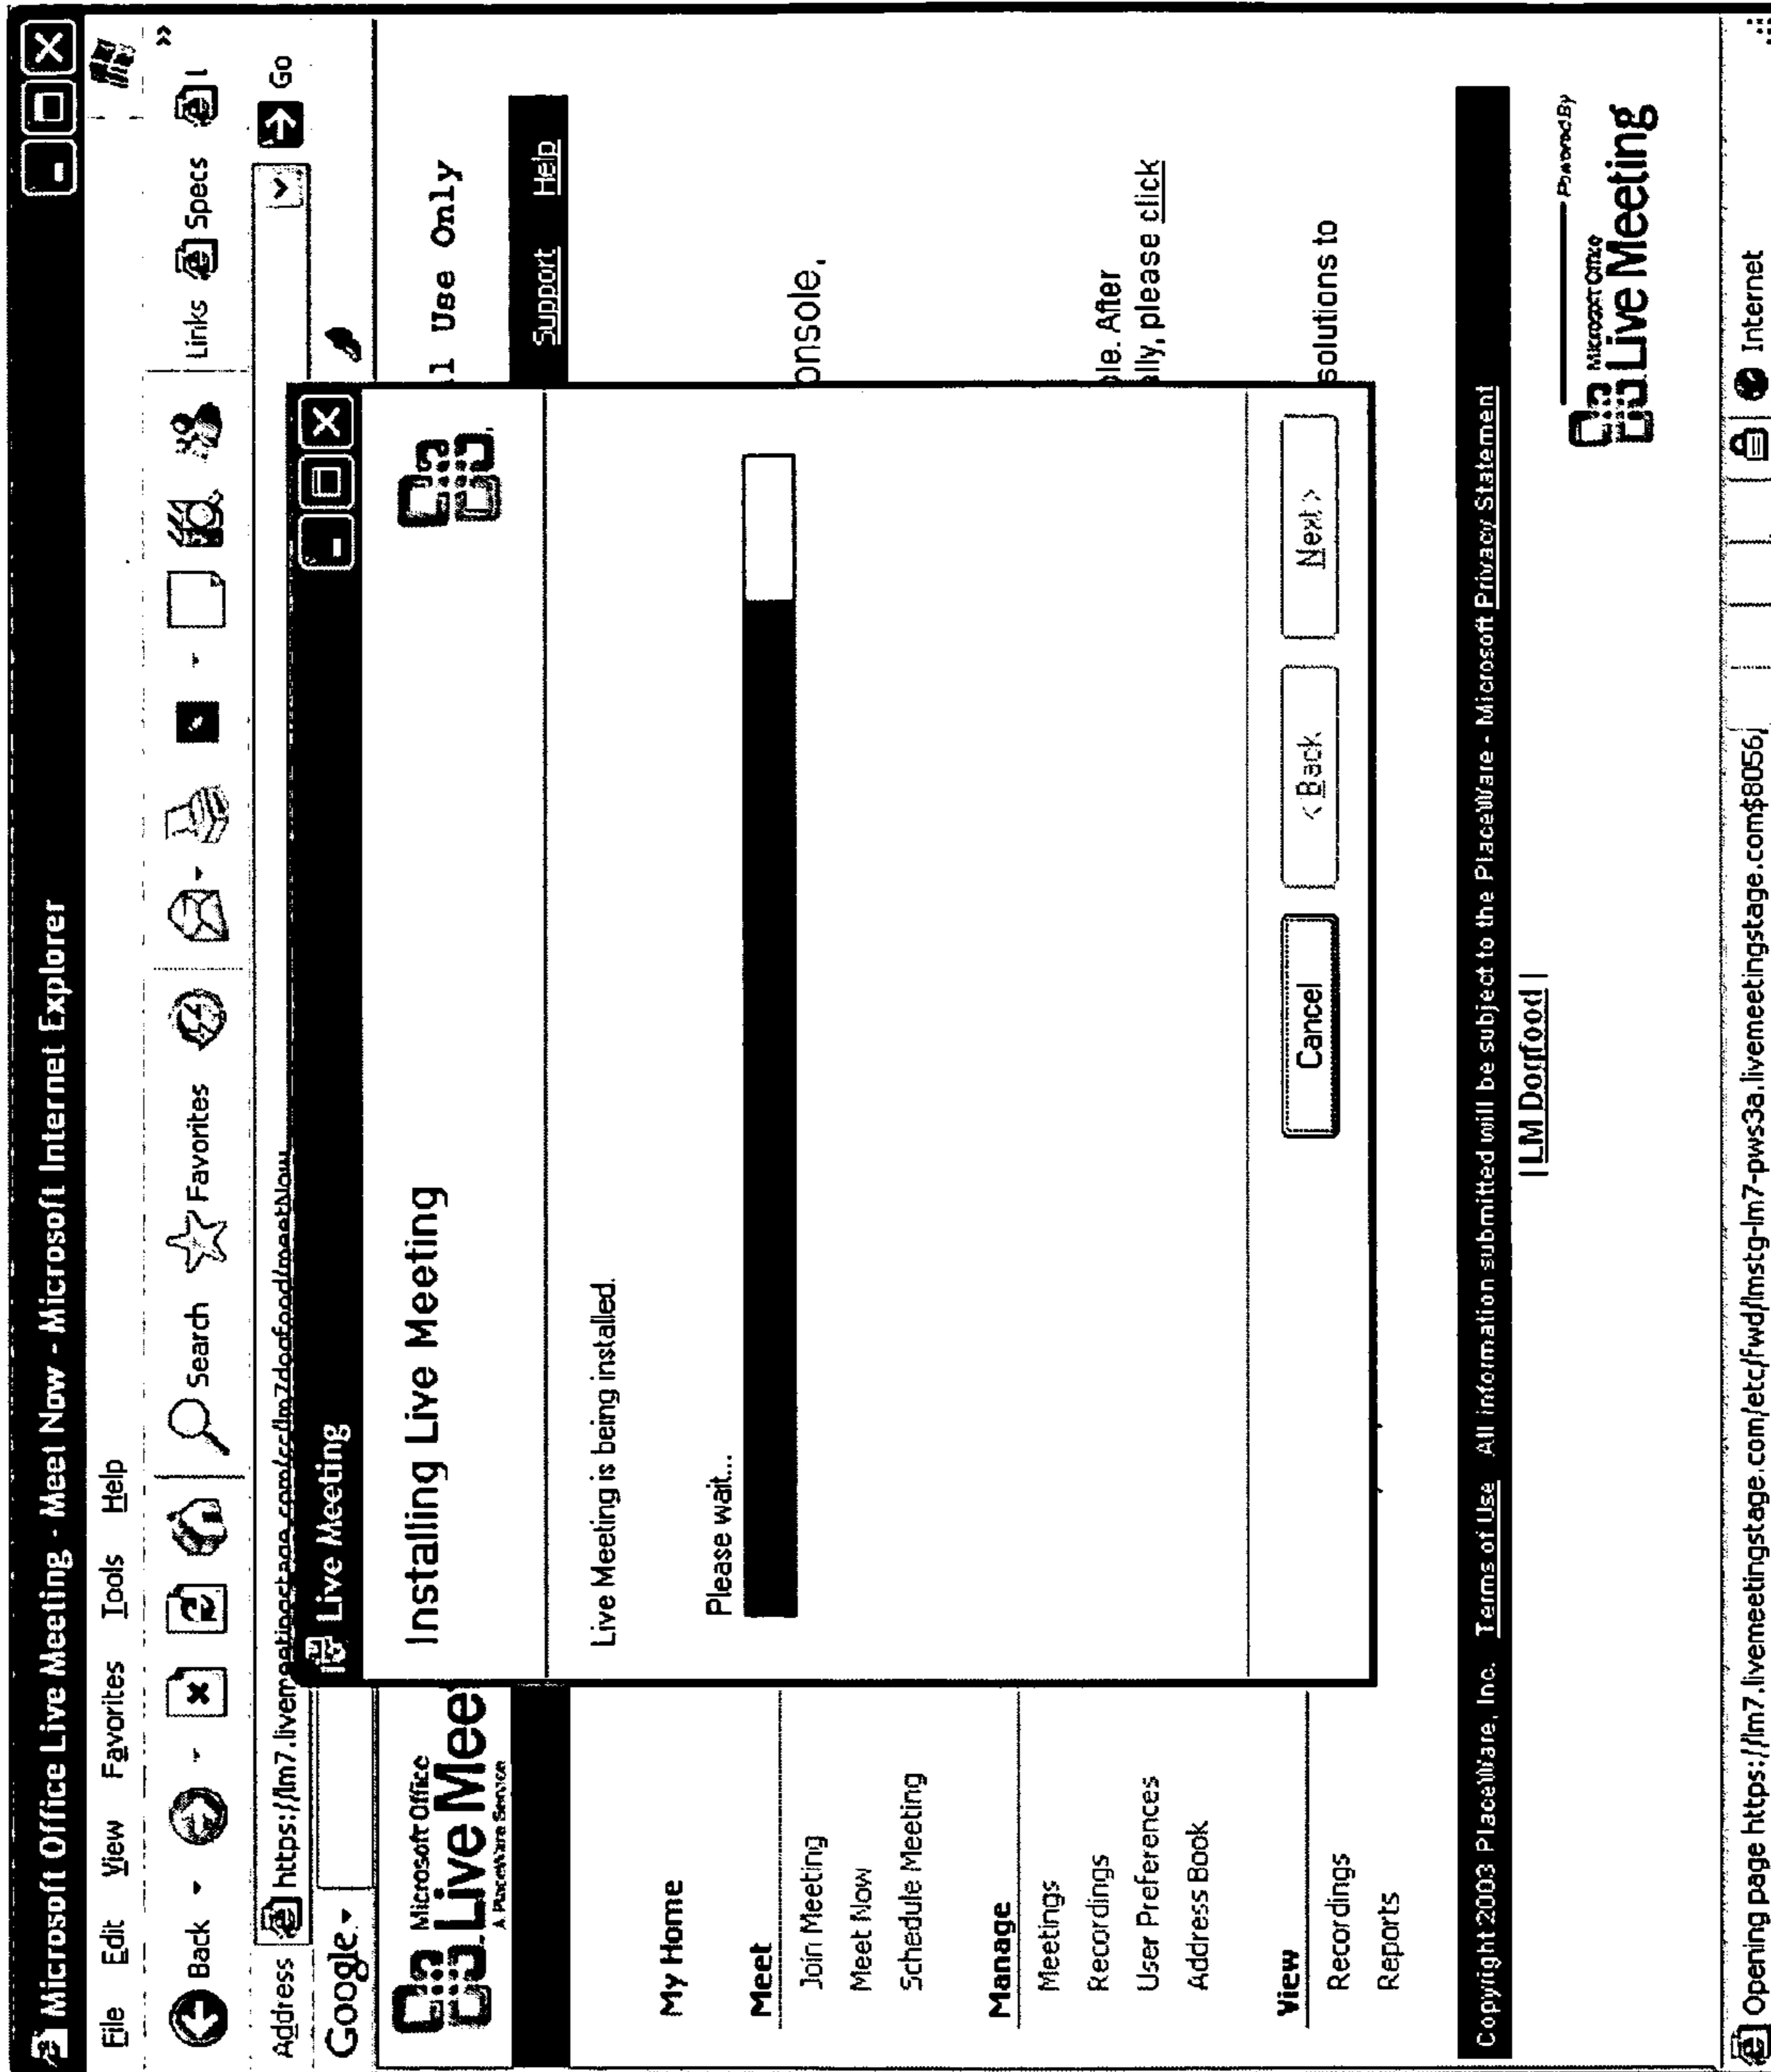 Microsoft Office Live Meeting - Meet Now - Microsoft Internet Explorer
File Edit View Favorites Tools Help
Back Search Favorites Links Specs
Address https://lm7.livemeetingstage.com/cc/lm7dogfood/meetNow Go
Google
Microsoft Office
Live Mee
A PlaceWare Service
l Use Only
Support Help
My Home
Meet
Join Meeting
Meet Now
Schedule Meeting
Manage
Meetings
Recordings
User Preferences
Address Book
View
Recordings
Reports
Live Meeting
Installing Live Meeting
Live Meeting is being installed.
Please wait...
Cancel < Back Next >
onsole,
ole. After
ally, please click
solutions to
Copyright 2003 PlaceWare, Inc. Terms of Use All information submitted will be subject to the PlaceWare - Microsoft Privacy Statement
| LM Dogfood |
Powered By
Microsoft Office
Live Meeting
Opening page https://lm7.livemeetingstage.com/etc/fwd/lmstg-lm7-pws3a.livemeetingstage.com$8056/ Internet